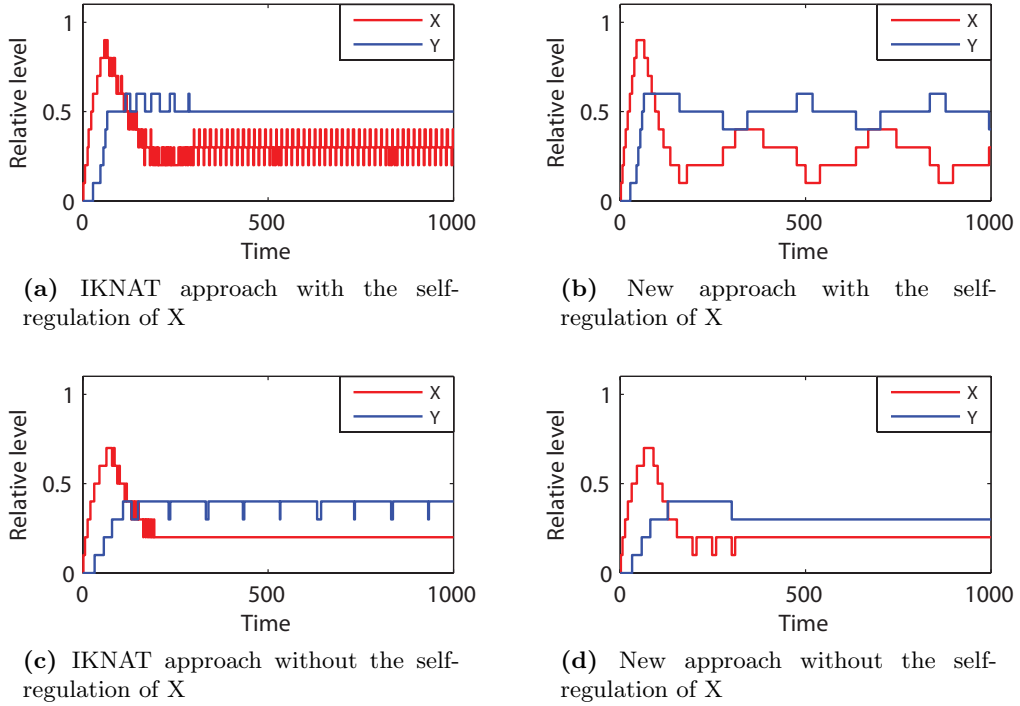 X
Y
Relative level
1
0.5
0
0
500
1000
Time
(a) IKNAT approach with the self-
regulation of X
X
Y
Relative level
1
0.5
0
0
500
1000
Time
(b) New approach with the self-
regulation of X
X
Y
Relative level
1
0.5
0
0
500
1000
Time
(c) IKNAT approach without the self-
regulation of X
X
Y
Relative level
1
0.5
0
0
500
1000
Time
(d) New approach without the self-
regulation of X